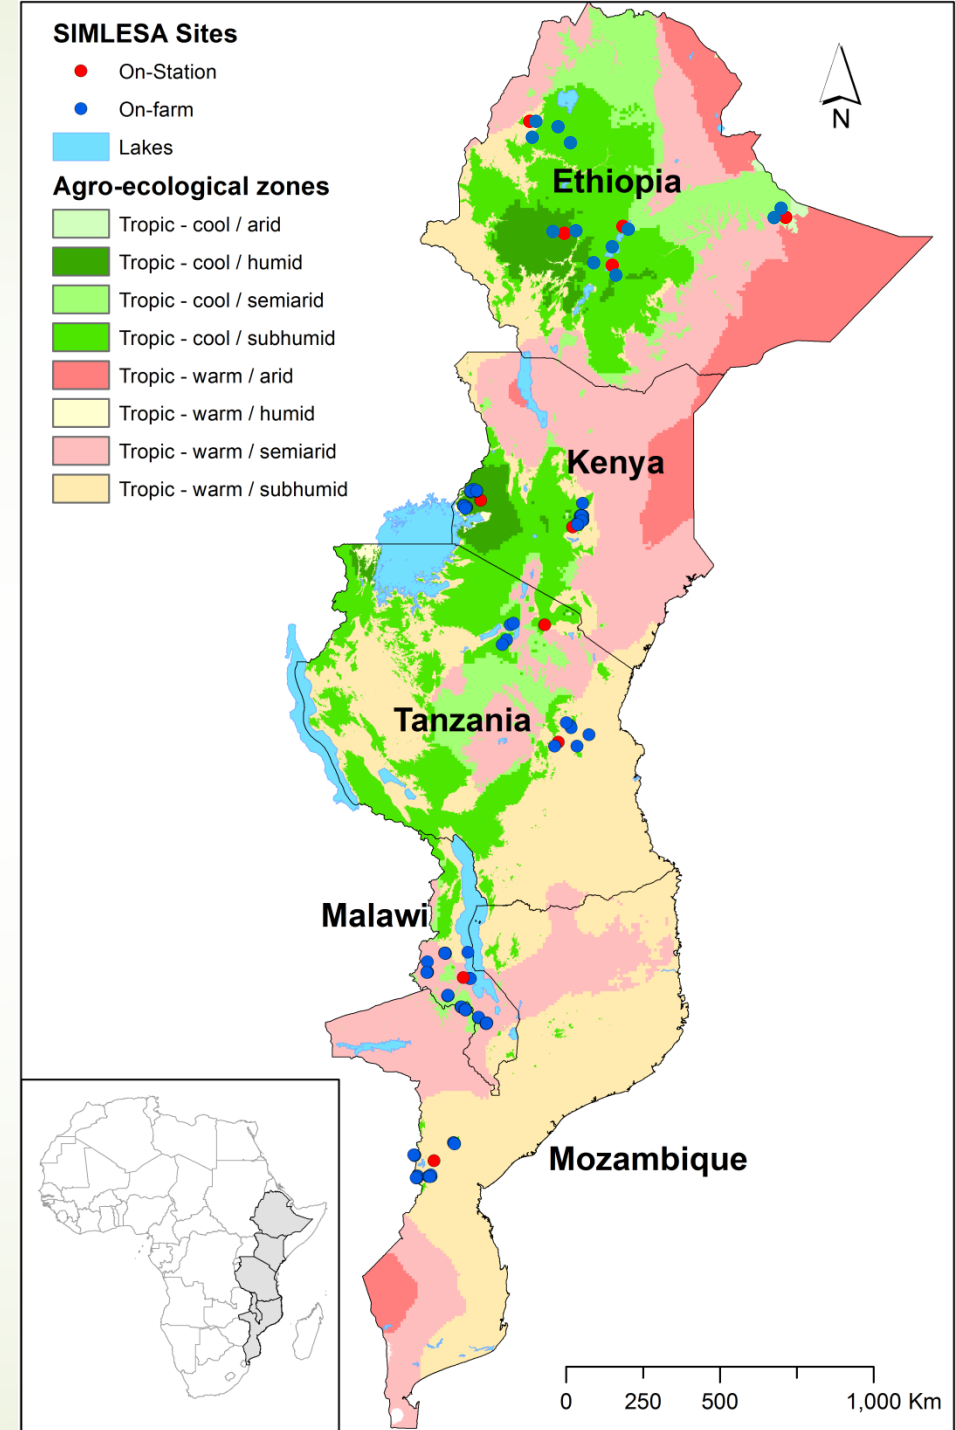 SIMLESA Sites
On-Station
On-farm
Lakes
Agro-ecological zones
Tropic - cool / arid
Tropic - cool / humid
Tropic - cool / semiarid
Tropic - cool / subhumid
Tropic - warm / arid
Tropic - warm / humid
Tropic - warm / semiarid
Tropic - warm / subhumid
N
Ethiopia
Kenya
Tanzania
Malawi
Mozambique
0 250 500 1,000 Km